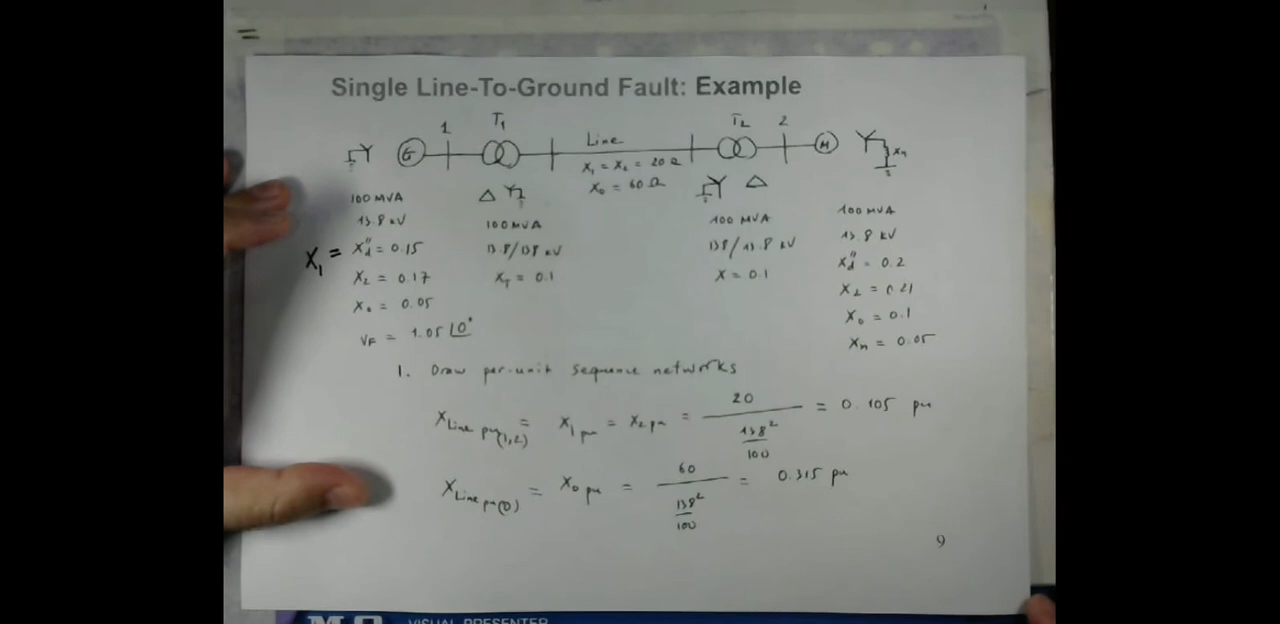 Single Line-To-Ground Fault: Example
1 T₁ Line T₂ 2
G M Xn
X₁ = X₂ = 20 Ω
X₀ = 60 Ω
100 MVA
13.8 kV
X₁ = X"d = 0.15
X₂ = 0.17
X₀ = 0.05
VF = 1.05 ∠0°
Δ Y
100 MVA
13.8/138 kV
XT = 0.1
Y Δ
100 MVA
138/13.8 kV
X = 0.1
100 MVA
13.8 kV
X"d = 0.2
X₂ = 0.21
X₀ = 0.1
Xn = 0.05
1. Draw per-unit sequence networks
XLine pu(1,2) = X₁ pu = X₂ pu = 20 / (138² / 100) = 0.105 pu
XLine pu(0) = X₀ pu = 60 / (138² / 100) = 0.315 pu
9
VISUAL PRESENTER